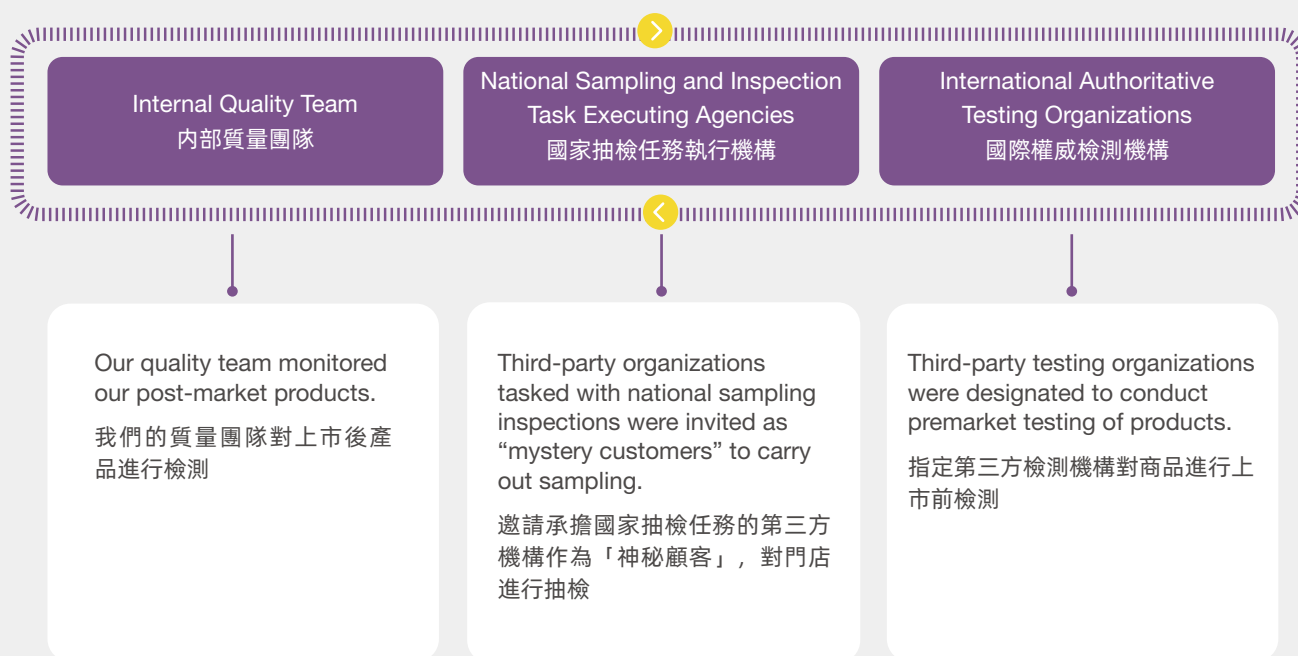 Internal Quality Team
内部質量團隊
National Sampling and Inspection
Task Executing Agencies
國家抽檢任務執行機構
International Authoritative
Testing Organizations
國際權威檢測機構
Our quality team monitored
our post-market products.
我們的質量團隊對上市後產
品進行檢測
Third-party organizations
tasked with national sampling
inspections were invited as
“mystery customers” to carry
out sampling.
邀請承擔國家抽檢任務的第三方
機構作為「神秘顧客」，對門店
進行抽檢
Third-party testing organizations
were designated to conduct
premarket testing of products.
指定第三方檢測機構對商品進行上
市前檢測